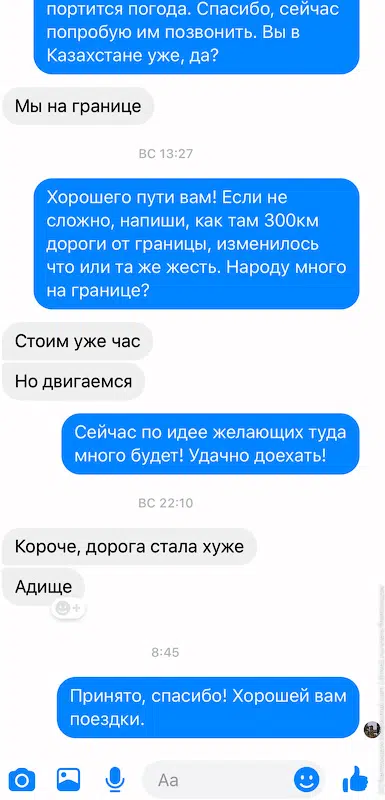 портится погода. Спасибо, сейчас
попробую им позвонить. Вы в
Казахстане уже, да?
Мы на границе
ВС 13:27
Хорошего пути вам! Если не
сложно, напиши, как там 300км
дороги от границы, изменилось
что или та же жесть. Народу много
на границе?
Стоим уже час
Но двигаемся
Сейчас по идее желающих туда
много будет! Удачно доехать!
ВС 22:10
Короче, дорога стала хуже
Адище
8:45
Принято, спасибо! Хорошей вам
поездки.
Aa